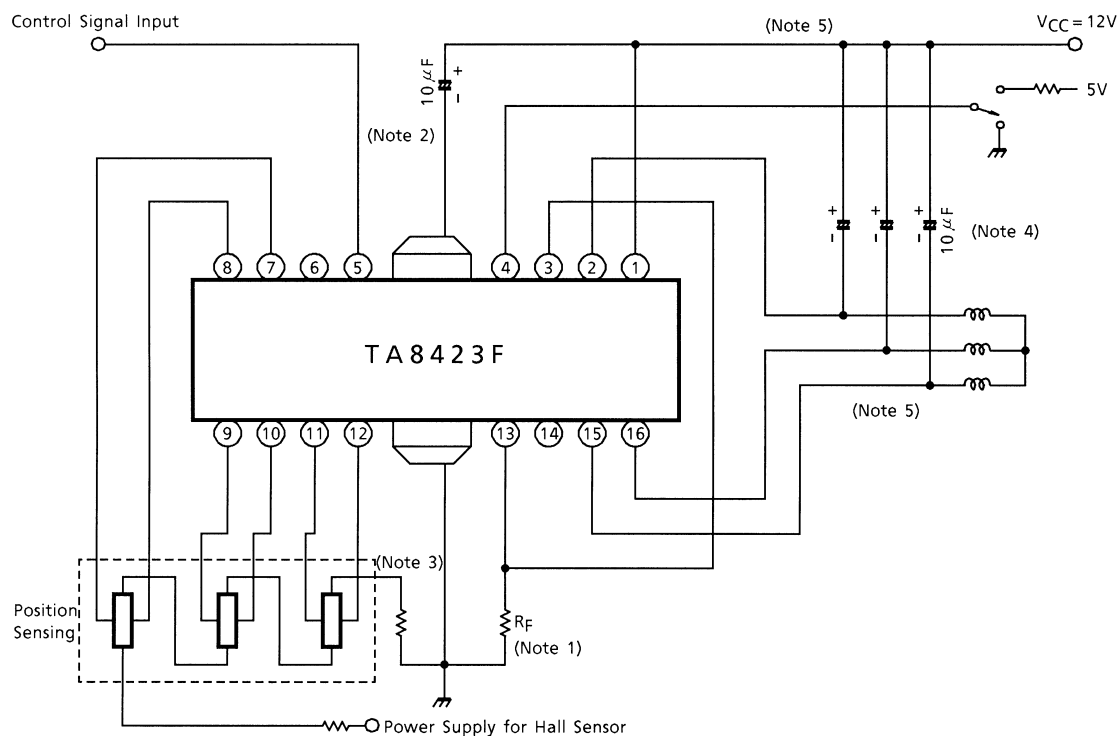 Control Signal Input
(Note 5)
VCC = 12V
10 μF
+
-
5V
(Note 2)
+
-
+
-
+
-
10 μF
(Note 4)
8
7
6
5
4
3
2
1
TA8423F
(Note 5)
9
10
11
12
13
14
15
16
(Note 3)
Position
Sensing
RF
(Note 1)
Power Supply for Hall Sensor